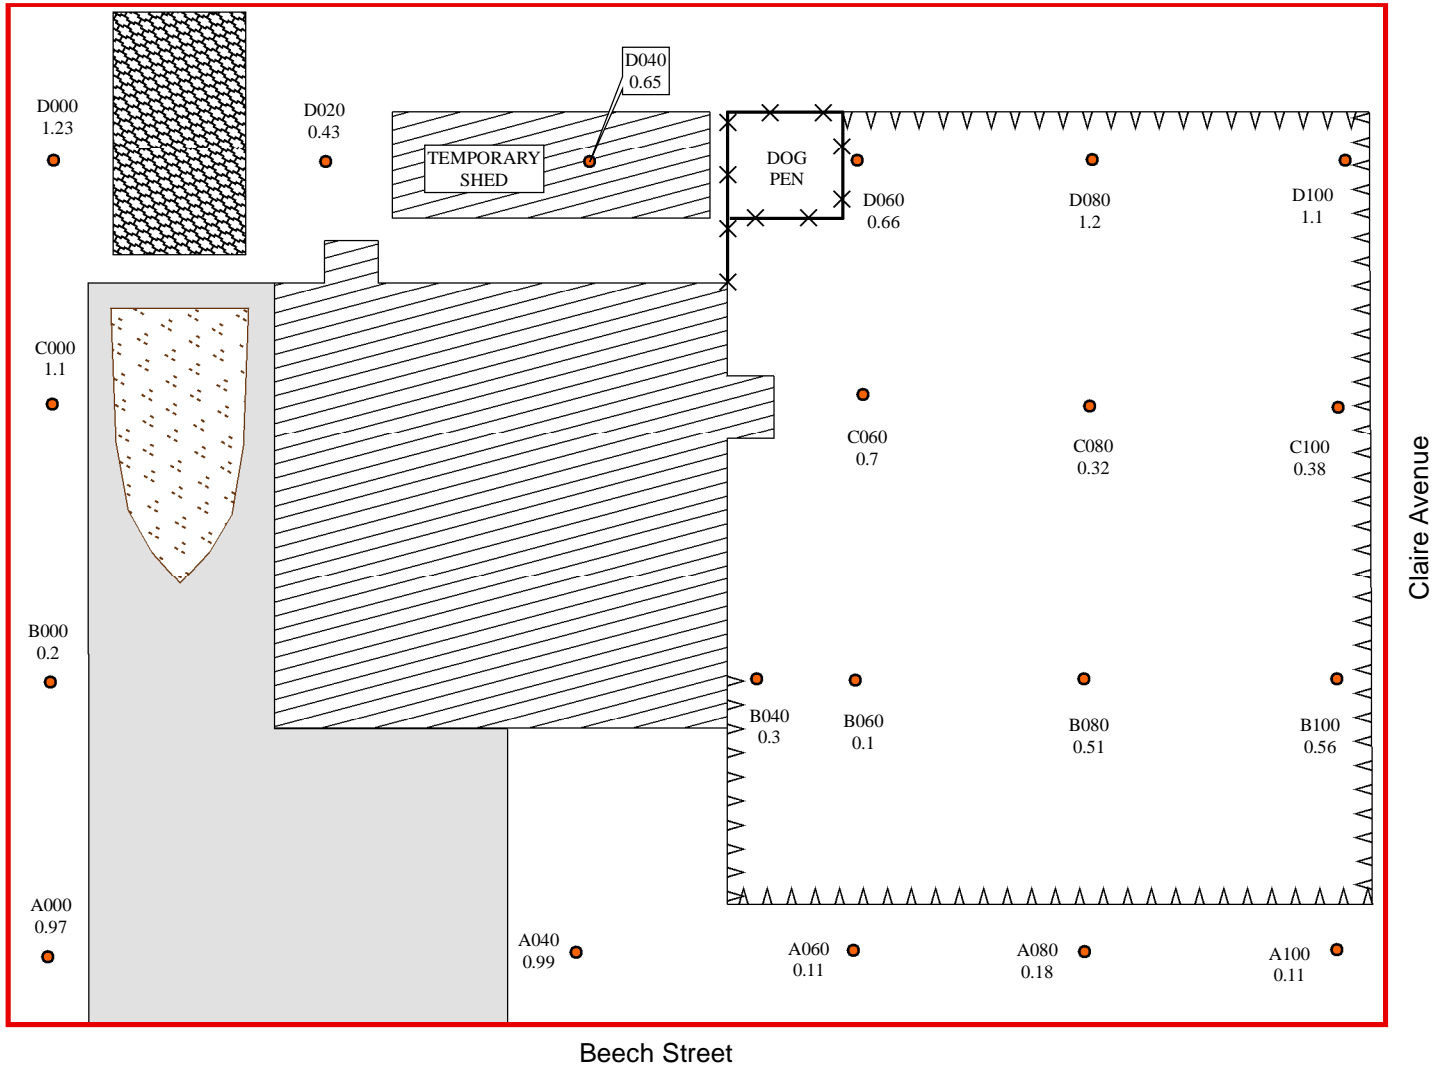 D040
0.65
D000
1.23
D020
0.43
TEMPORARY
SHED
DOG
PEN
D060
0.66
D080
1.2
D100
1.1
C000
1.1
C060
0.7
C080
0.32
C100
0.38
Claire Avenue
B000
0.2
B040
0.3
B060
0.1
B080
0.51
B100
0.56
A000
0.97
A040
0.99
A060
0.11
A080
0.18
A100
0.11
Beech Street